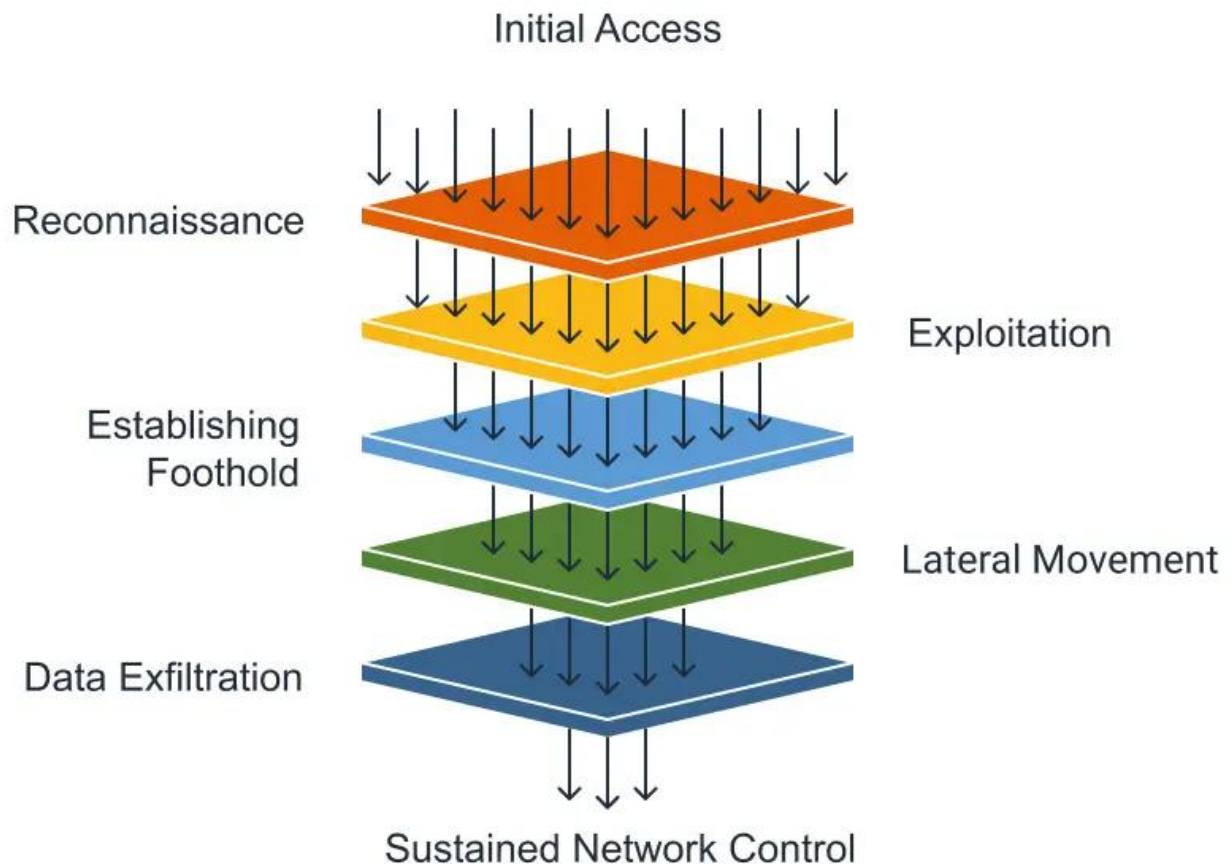 Initial Access
Reconnaissance
Exploitation
Establishing
Foothold
Lateral Movement
Data Exfiltration
Sustained Network Control